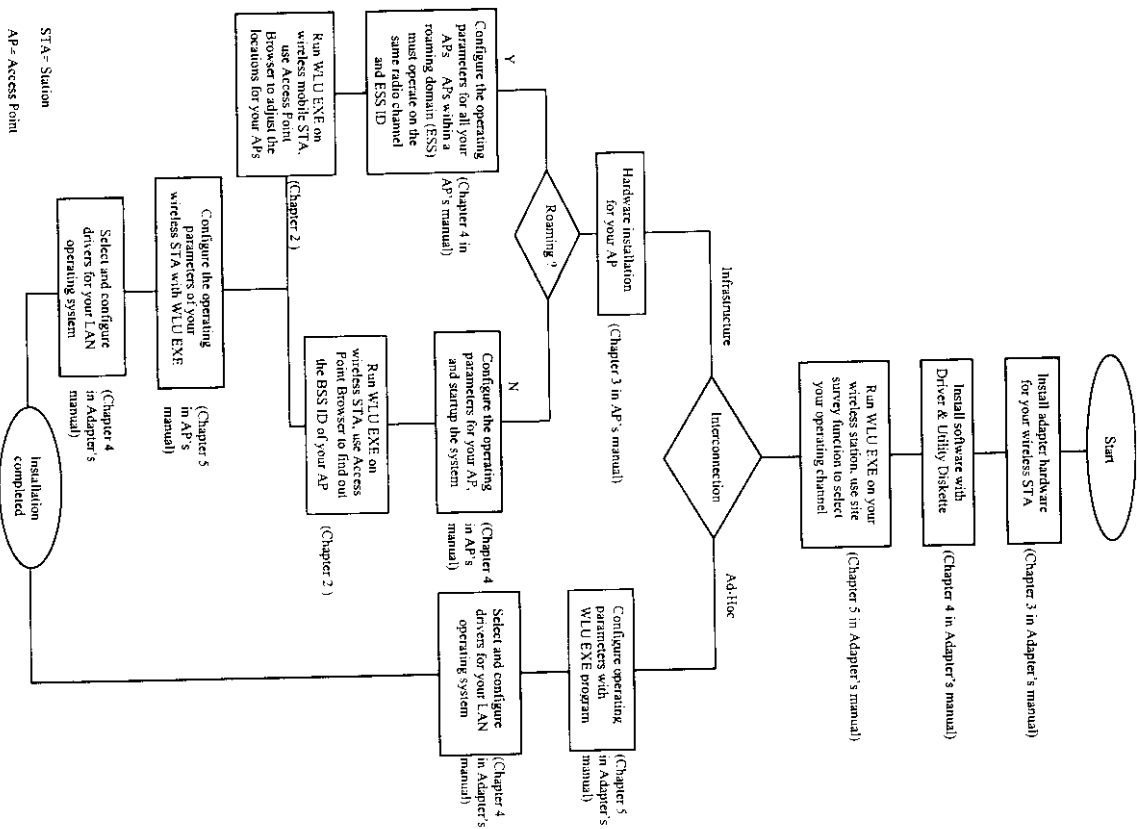 Start
Install adapter hardware
for your wireless STA
(Chapter 3 in Adapter's manual)
Install software with
Driver & Utility Diskette
(Chapter 4 in Adapter's manual)
Run WLU EXE on your
wireless station, use site
survey function to select
your operating channel
(Chapter 5 in Adapter's manual)
Interconnection
Infrastructure
Ad-Hoc
Hardware installation
for your AP
(Chapter 3 in AP's manual)
Roaming ?
Y
N
Configure the operating
parameters for all your
APs APs within a
roaming domain (ESS)
must operate on the
same radio channel
and ESS ID
(Chapter 4 in
AP's manual)
Run WLU EXE on
wireless mobile STA,
use Access Point
Browser to adjust the
locations for your APs
(Chapter 2 )
Configure the operating
parameters for your AP,
and startup the system
(Chapter 4
in AP's
manual)
Run WLU EXE on
wireless STA, use Access
Point Browser to find out
the BSS ID of your AP
(Chapter 2 )
Configure the operating
parameters of your
wireless STA with WLU EXE
(Chapter 5
in AP's
manual)
Select and configure
drivers for your LAN
operating system
(Chapter 4
in Adapter's
manual)
Configure operating
parameters with
WLU EXE program
(Chapter 5
in Adapter's
manual)
Select and configure
drivers for your LAN
operating system
(Chapter 4
in Adapter's
manual)
Installation
completed
STA= Station
AP= Access Point